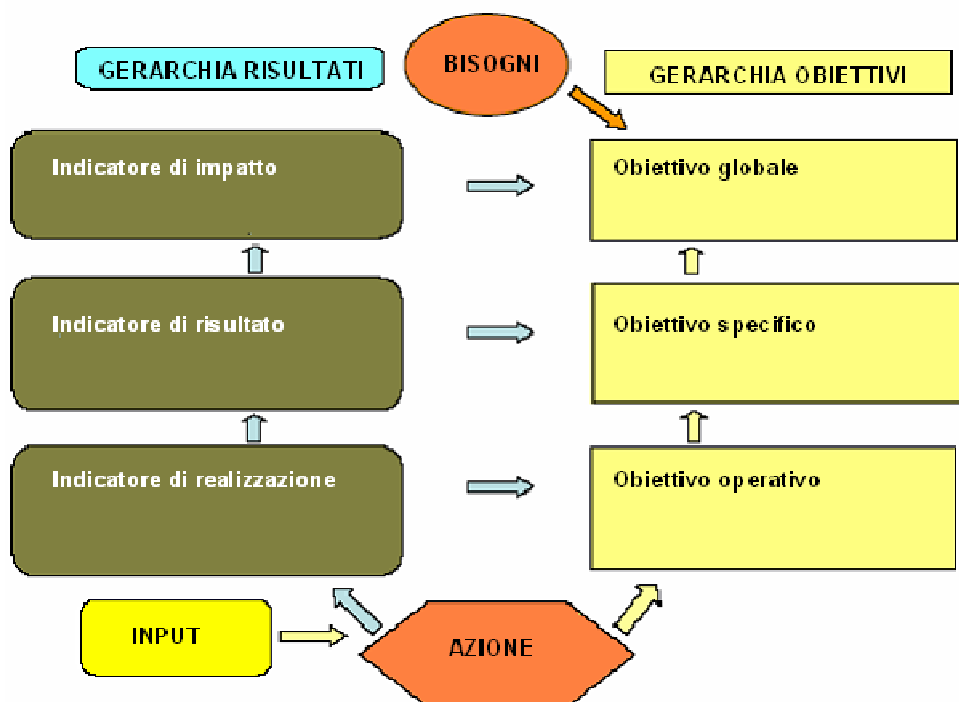 BISOGNI
GERARCHIA RISULTATI
GERARCHIA OBIETTIVI
Indicatore di impatto
Obiettivo globale
Indicatore di risultato
Obiettivo specifico
Indicatore di realizzazione
Obiettivo operativo
INPUT
AZIONE